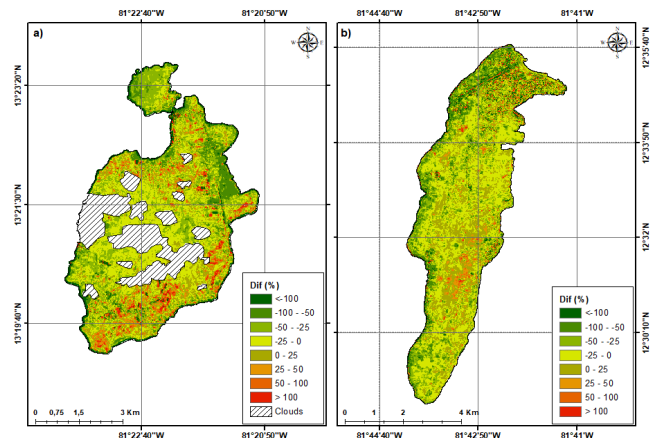 81°22'40"W 81°20'50"W
a)
N
W E
S
13°23'20"N
13°21'30"N
13°19'40"N
Dif (%)
<-100
-100 - -50
-50 - -25
-25 - 0
0 - 25
25 - 50
50 - 100
> 100
Clouds
0 0,75 1,5 3 Km
81°22'40"W 81°20'50"W
81°44'40"W 81°42'50"W 81°41'W
b)
N
W E
S
12°35'40"N
12°33'50"N
12°32'N
12°30'10"N
Dif (%)
<-100
-100 - -50
-50 - -25
-25 - 0
0 - 25
25 - 50
50 - 100
> 100
0 1 2 4 Km
81°44'40"W 81°42'50"W 81°41'W